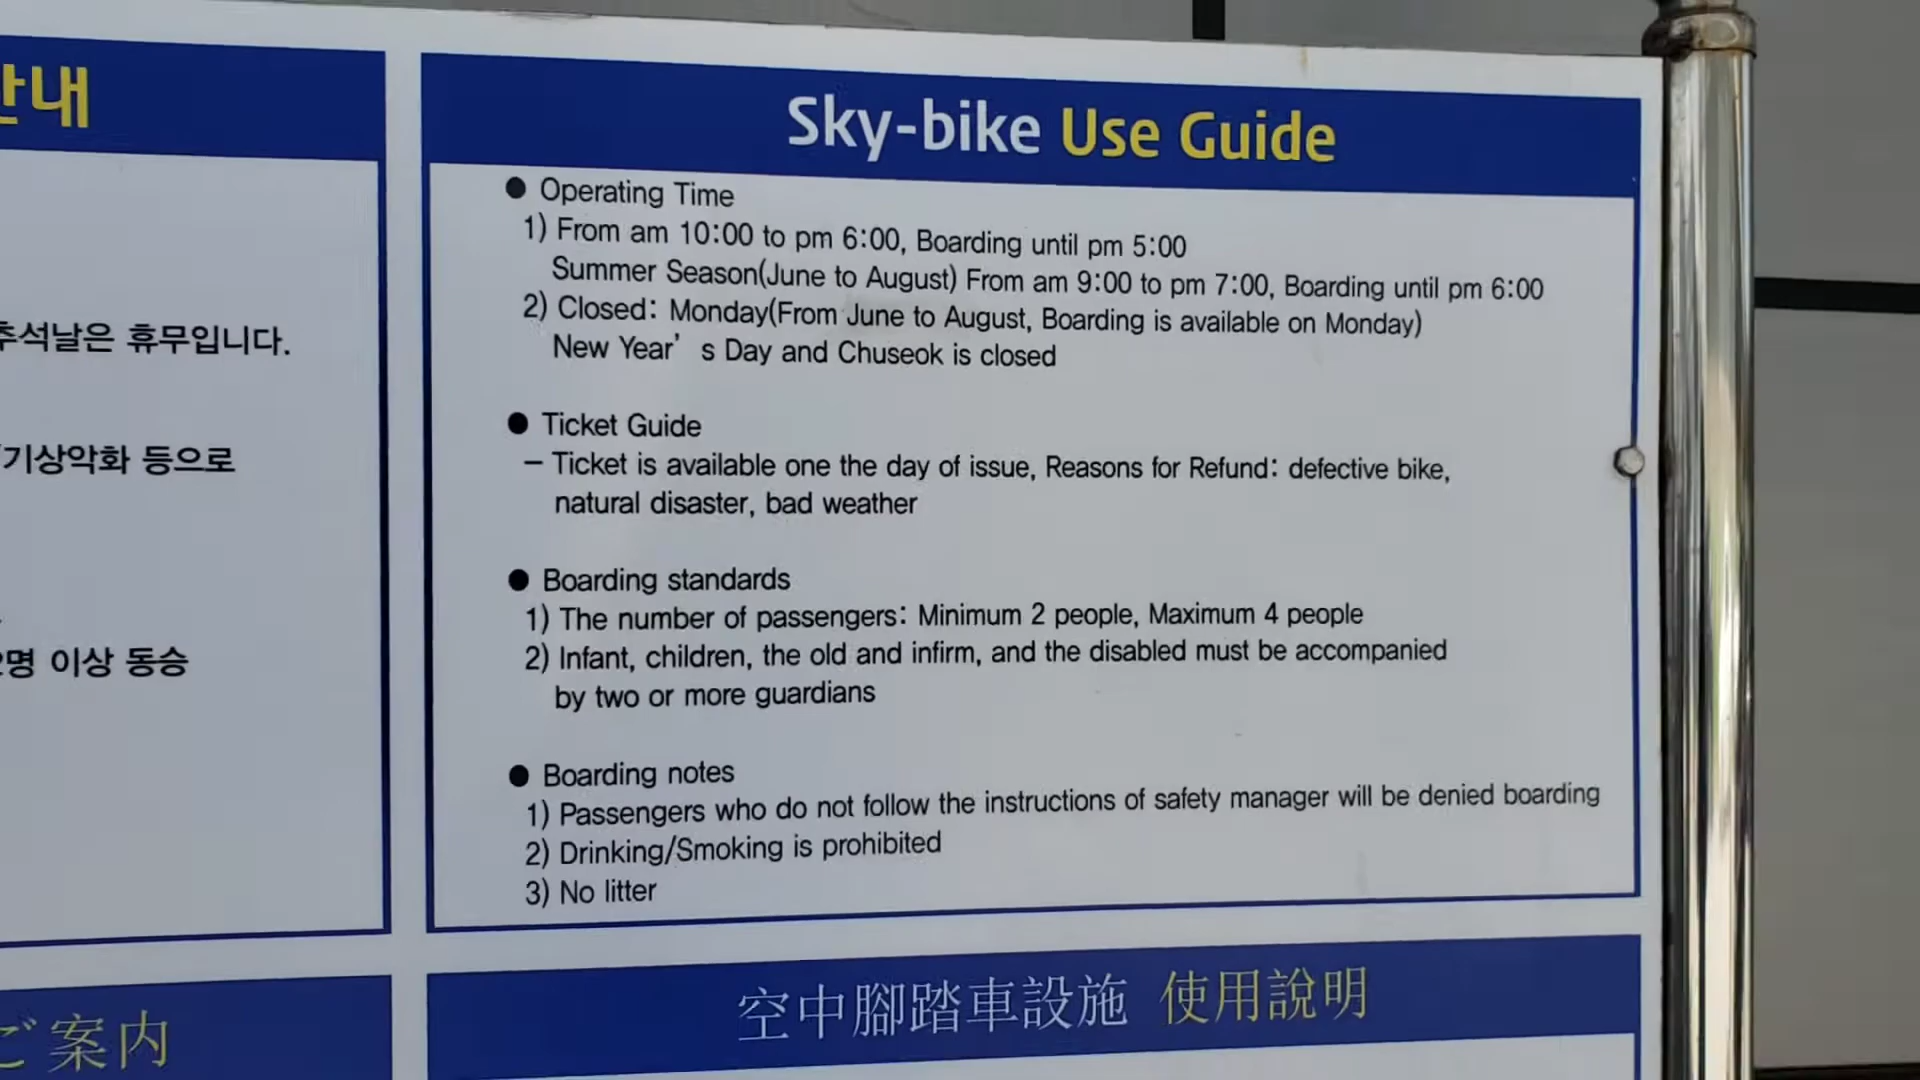 안내
추석날은 휴무입니다.
기상악화 등으로
2명 이상 동승
Sky-bike Use Guide
● Operating Time
1) From am 10:00 to pm 6:00, Boarding until pm 5:00
Summer Season(June to August) From am 9:00 to pm 7:00, Boarding until pm 6:00
2) Closed: Monday(From June to August, Boarding is available on Monday)
New Year' s Day and Chuseok is closed
● Ticket Guide
- Ticket is available one the day of issue, Reasons for Refund: defective bike,
natural disaster, bad weather
● Boarding standards
1) The number of passengers: Minimum 2 people, Maximum 4 people
2) Infant, children, the old and infirm, and the disabled must be accompanied
by two or more guardians
● Boarding notes
1) Passengers who do not follow the instructions of safety manager will be denied boarding
2) Drinking/Smoking is prohibited
3) No litter
ご案内
空中腳踏車設施 使用說明